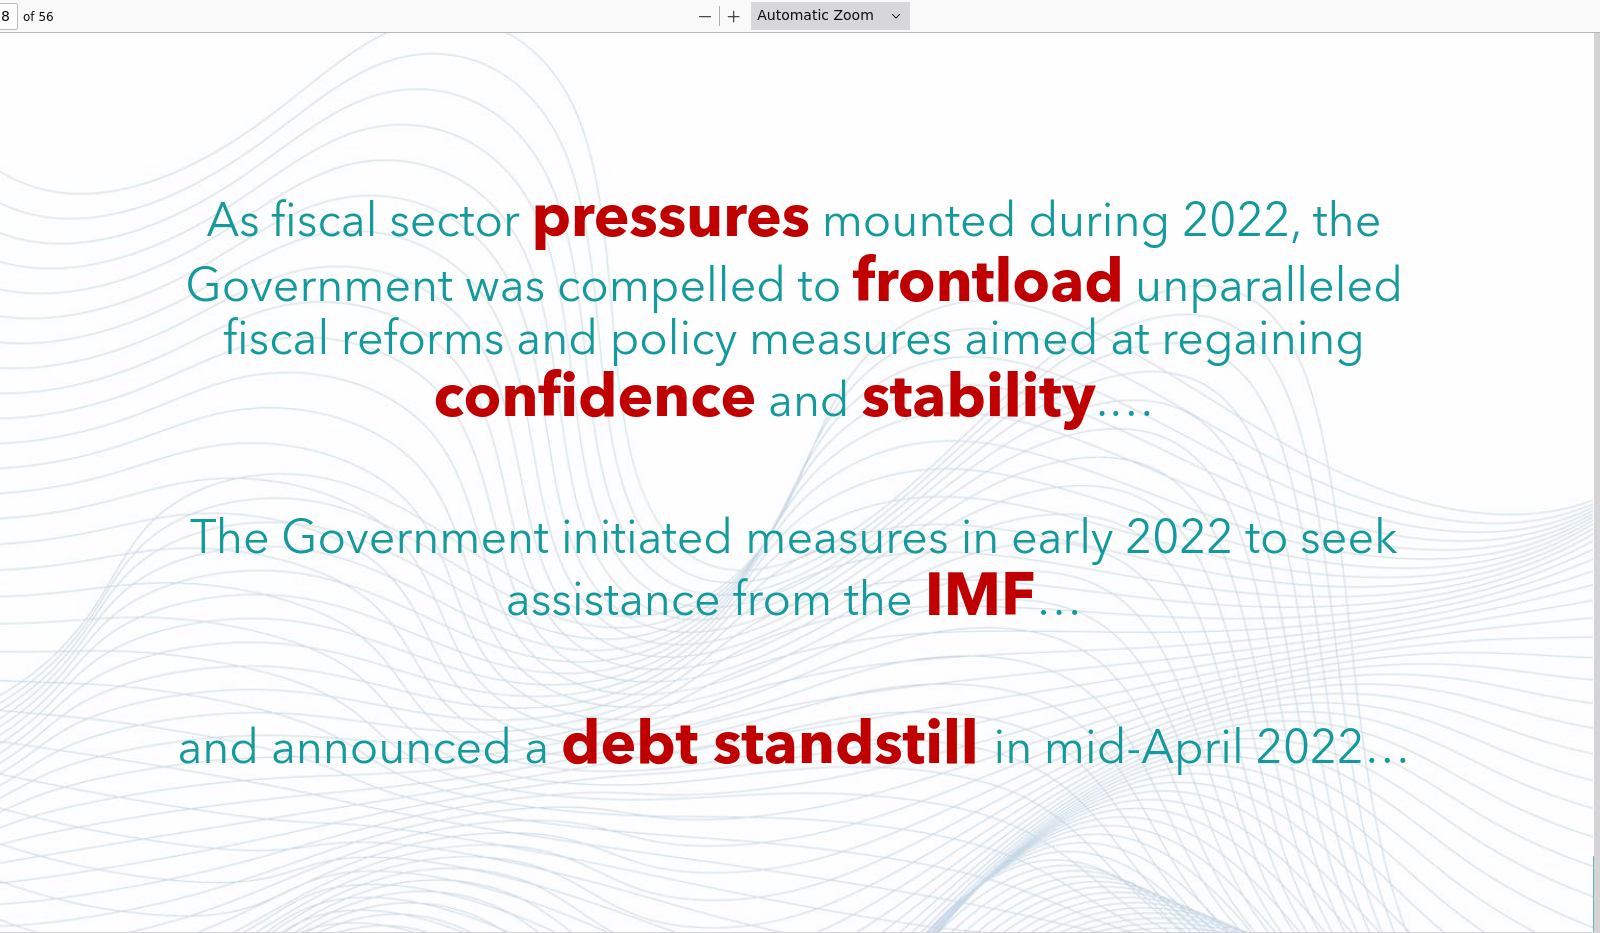 8 of 56
Automatic Zoom
As fiscal sector pressures mounted during 2022, the
Government was compelled to frontload unparalleled
fiscal reforms and policy measures aimed at regaining
confidence and stability....
The Government initiated measures in early 2022 to seek
assistance from the IMF...
and announced a debt standstill in mid-April 2022...